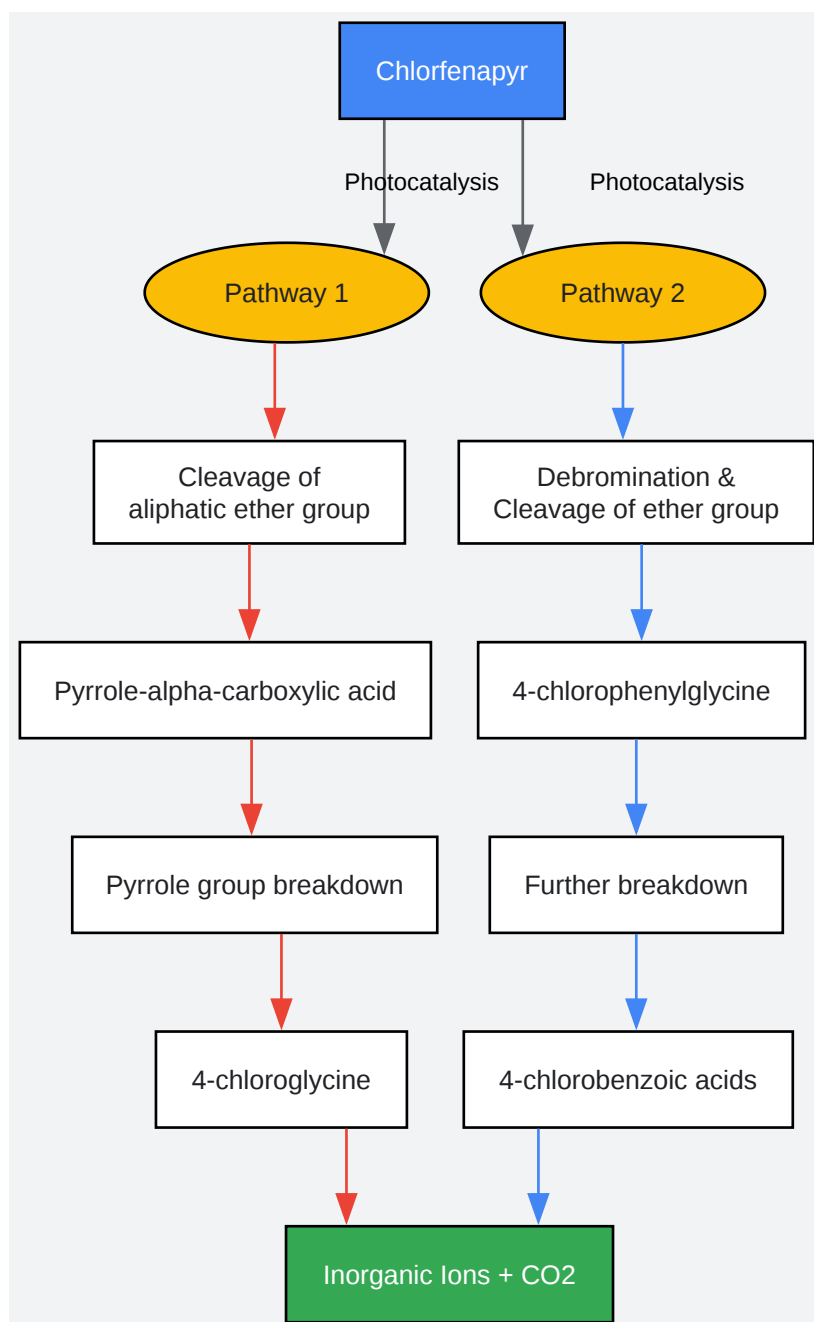 Chlorfenapyr
Photocatalysis
Photocatalysis
Pathway 1
Pathway 2
Cleavage of
aliphatic ether group
Debromination &
Cleavage of ether group
Pyrrole-alpha-carboxylic acid
4-chlorophenylglycine
Pyrrole group breakdown
Further breakdown
4-chloroglycine
4-chlorobenzoic acids
Inorganic Ions + CO2